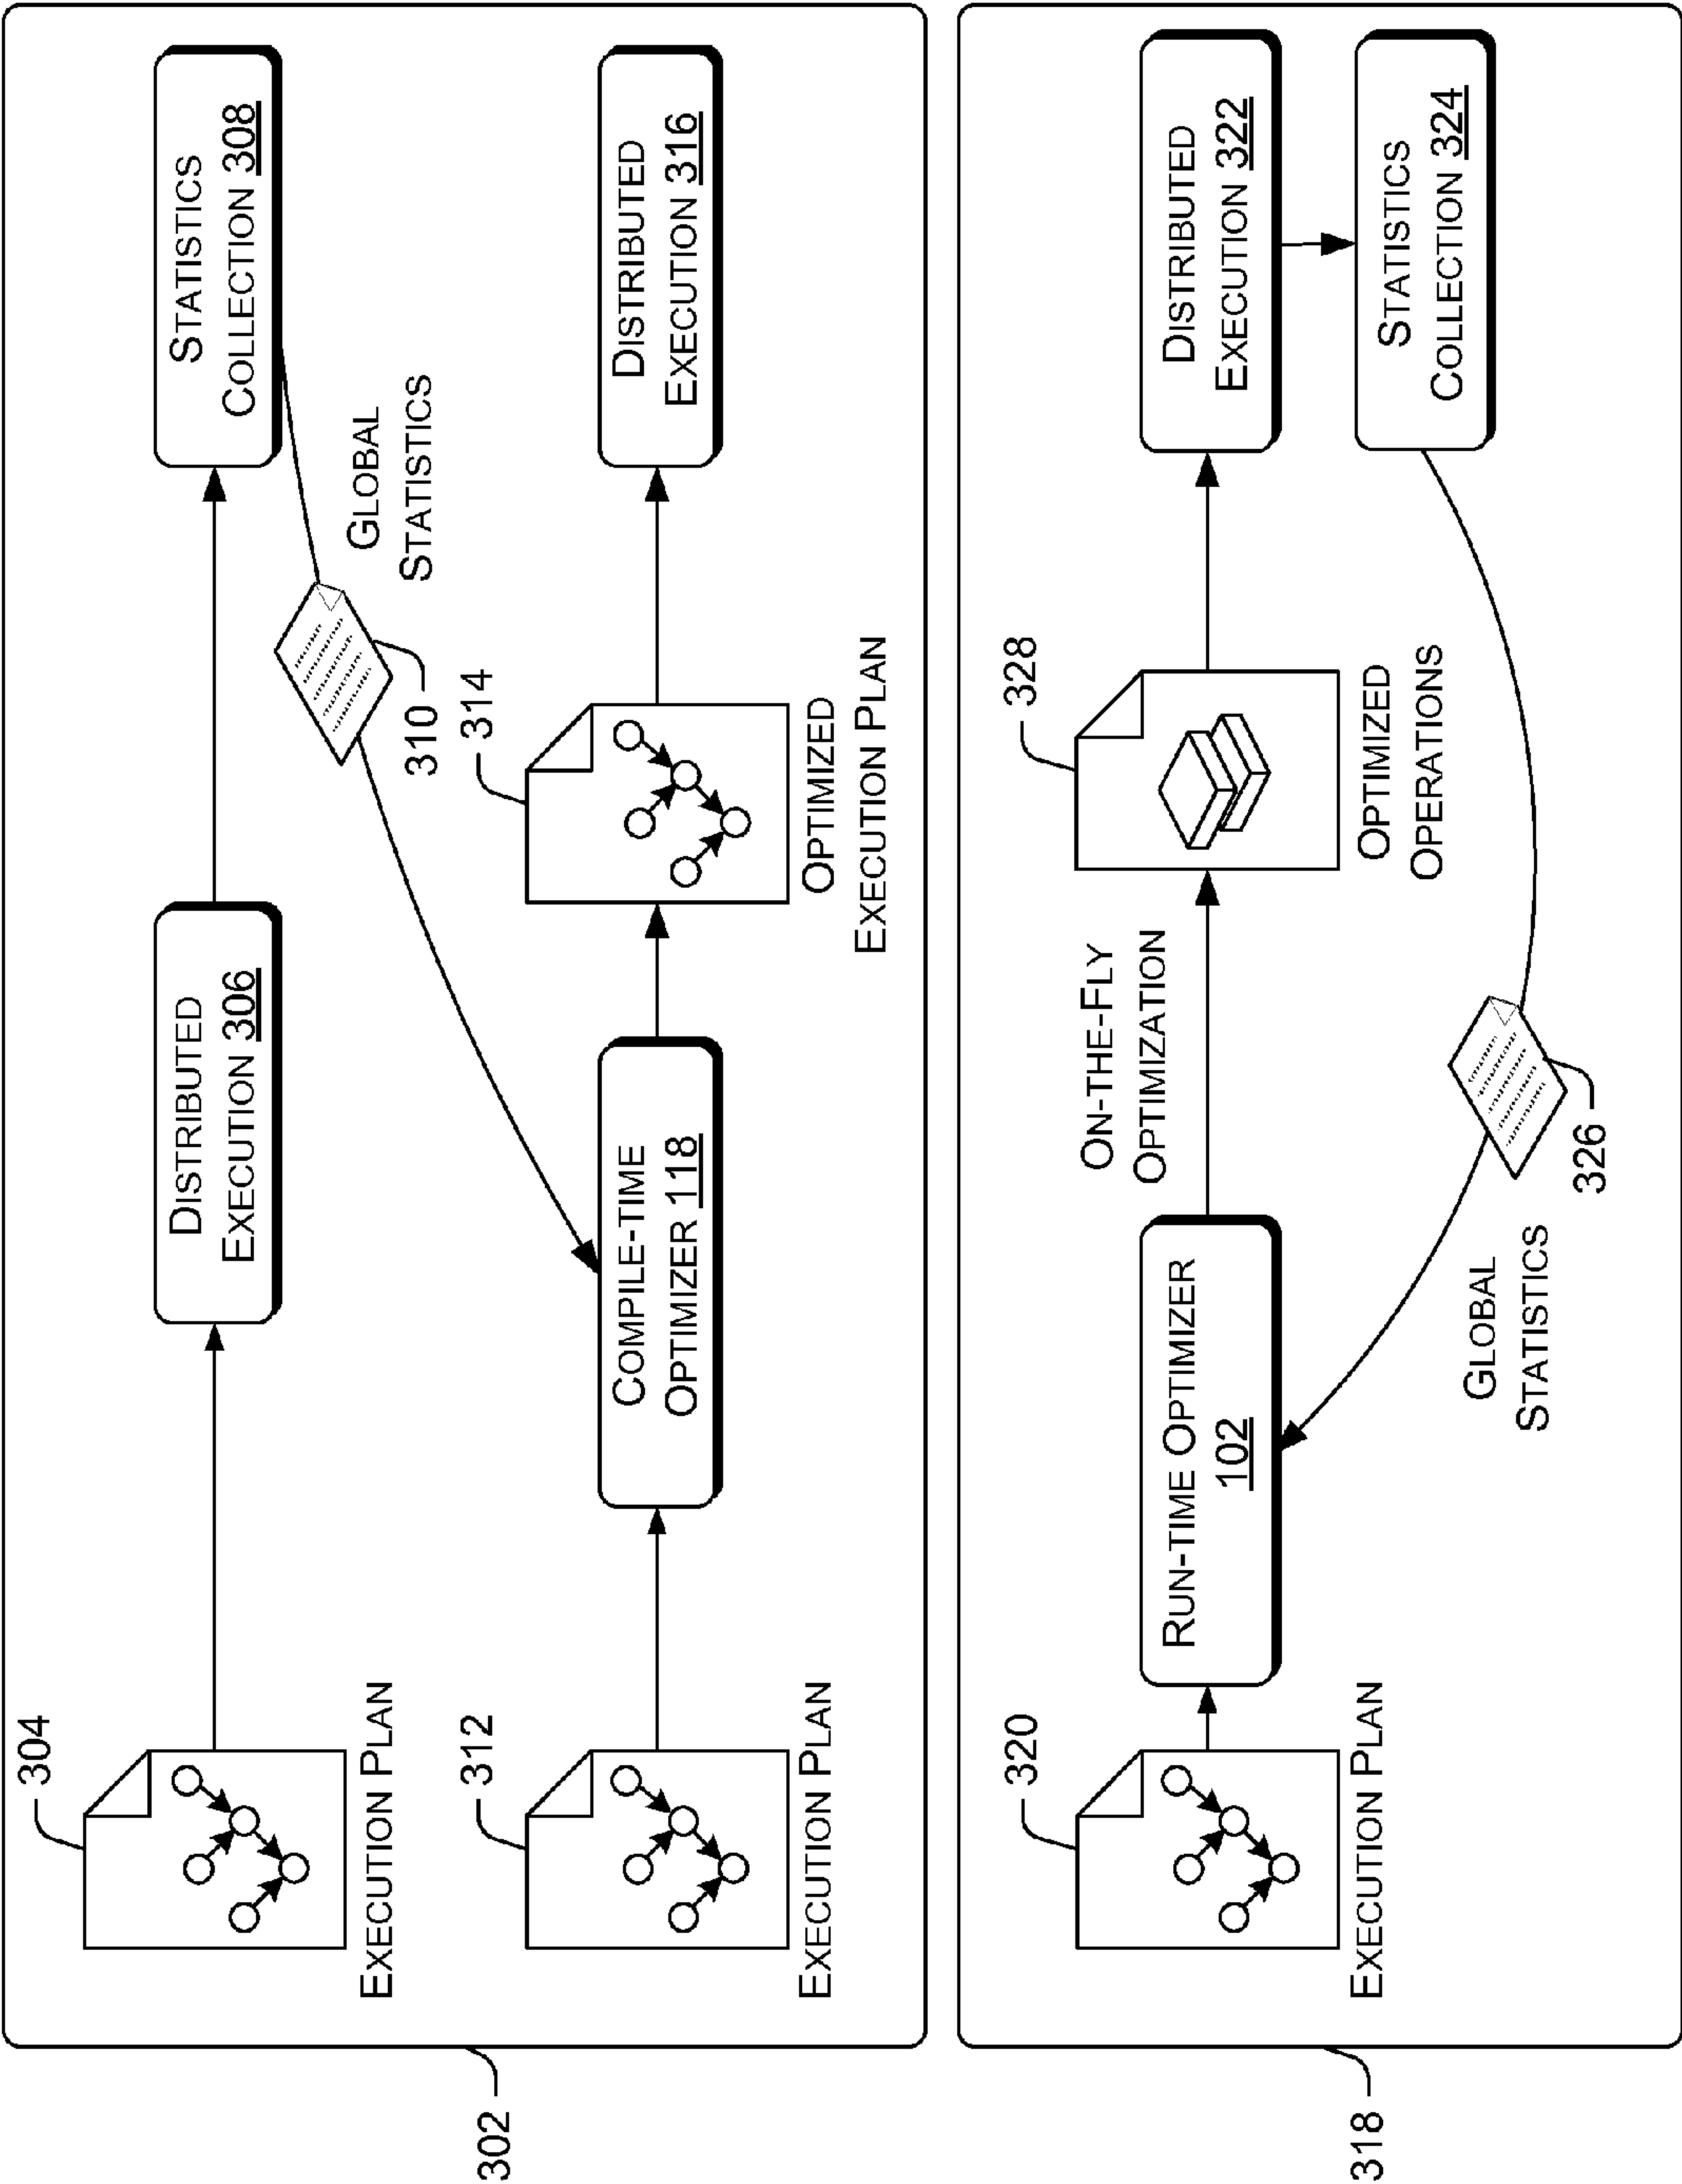 304
EXECUTION PLAN
DISTRIBUTED
EXECUTION 306
STATISTICS
COLLECTION 308
310
GLOBAL
STATISTICS
312
EXECUTION PLAN
COMPILE-TIME
OPTIMIZER 118
314
OPTIMIZED
EXECUTION PLAN
DISTRIBUTED
EXECUTION 316
302
320
EXECUTION PLAN
RUN-TIME OPTIMIZER
102
ON-THE-FLY
OPTIMIZATION
328
OPTIMIZED
OPERATIONS
DISTRIBUTED
EXECUTION 322
STATISTICS
COLLECTION 324
326
GLOBAL
STATISTICS
318